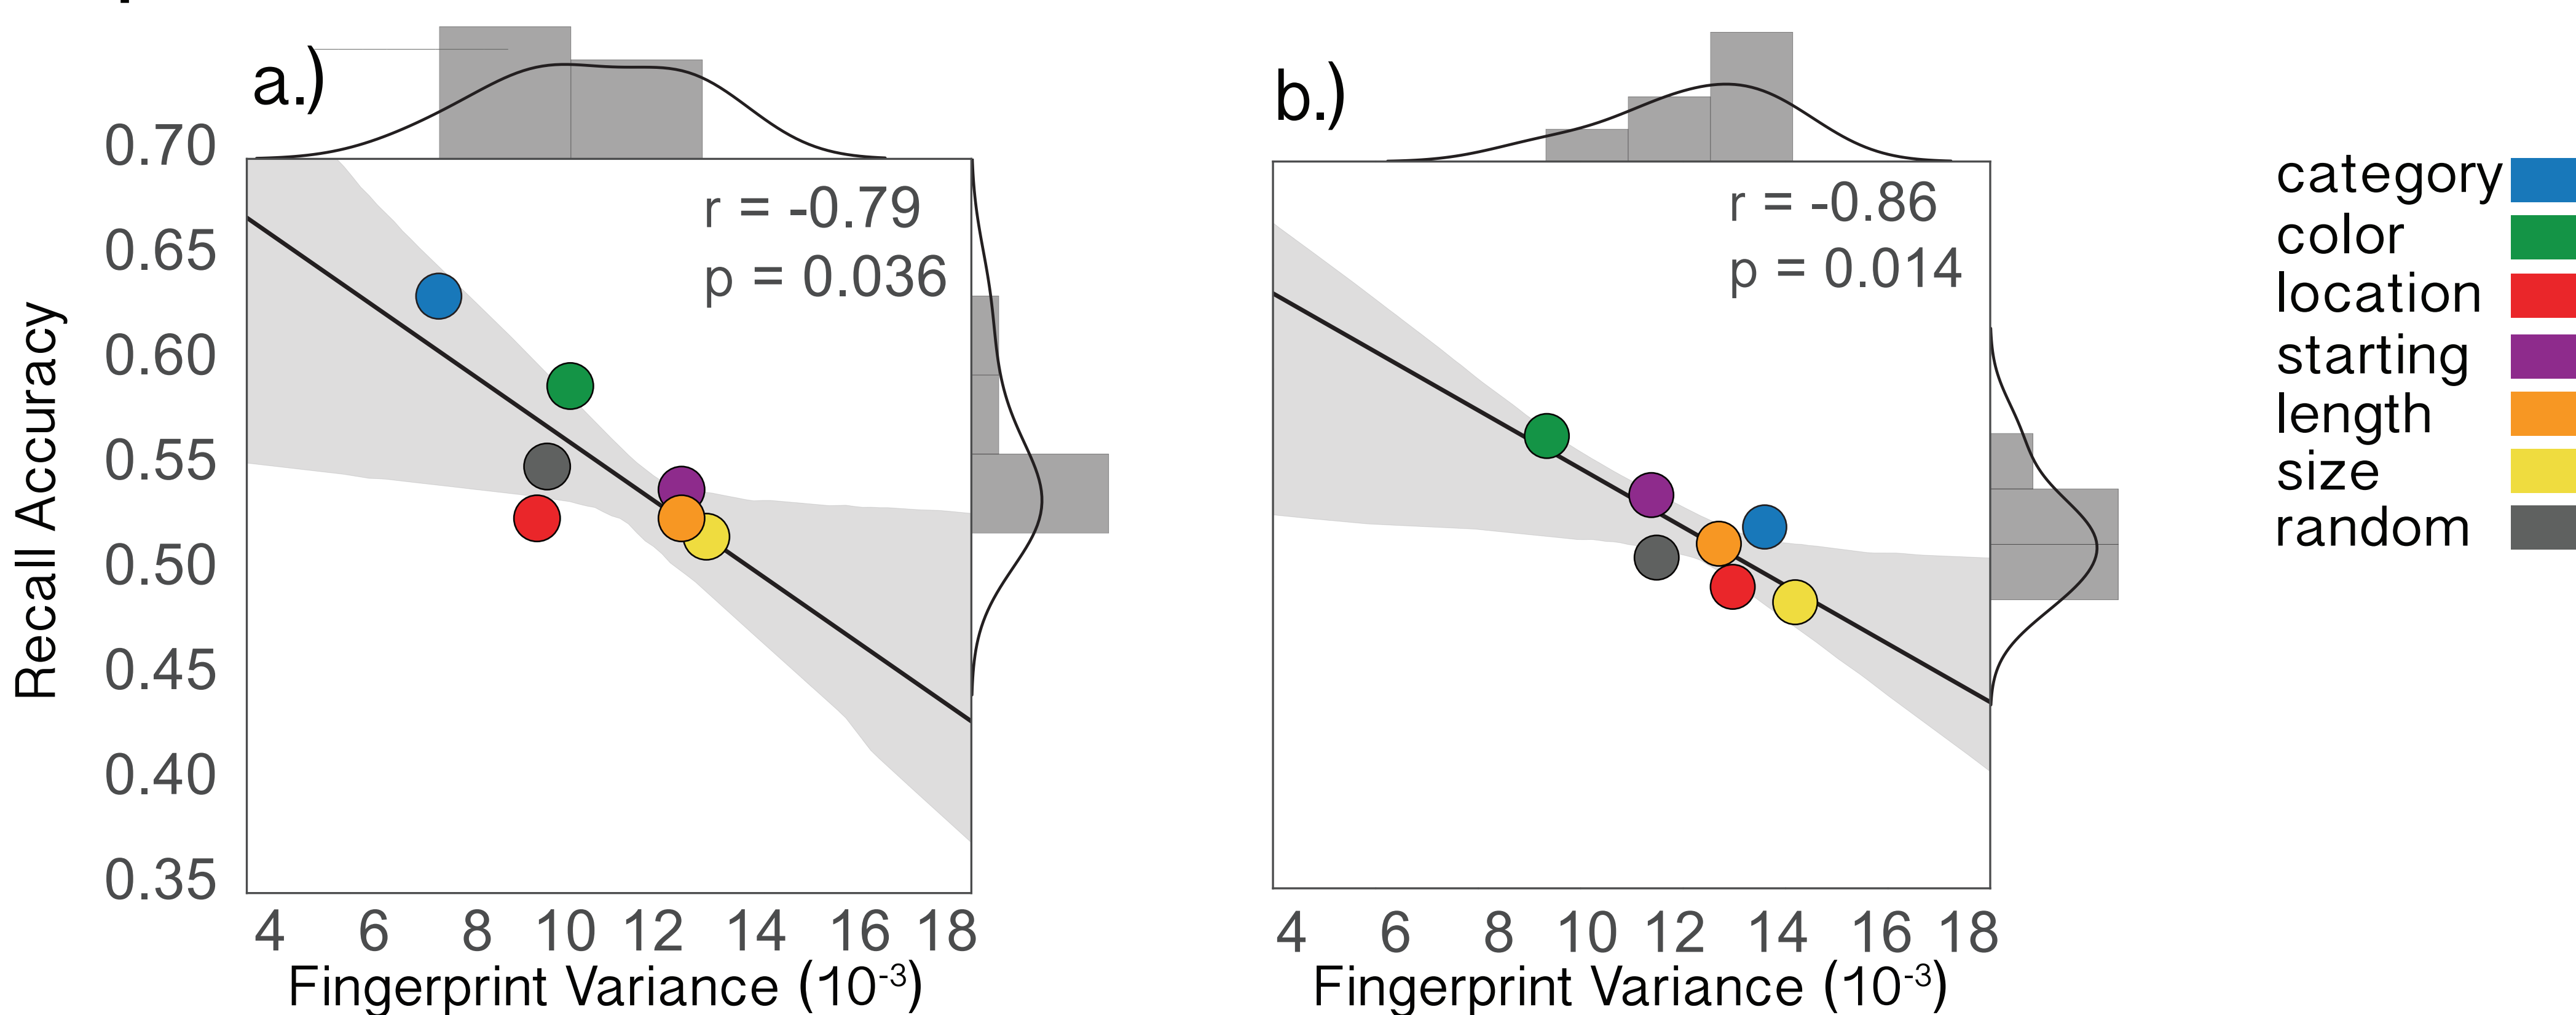 a.)
r = -0.79
p = 0.036
0.70
0.65
0.60
0.55
0.50
0.45
0.40
0.35
Recall Accuracy
4 6 8 10 12 14 16 18
Fingerprint Variance (10⁻³)
b.)
r = -0.86
p = 0.014
4 6 8 10 12 14 16 18
Fingerprint Variance (10⁻³)
category
color
location
starting
length
size
random